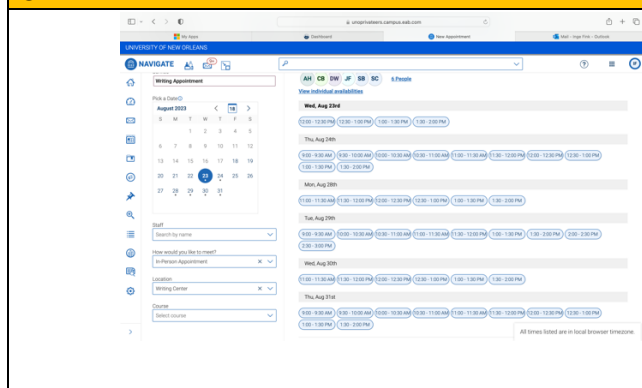 unoprivateers.campus.eab.com
My Apps
Dashboard
New Appointment
Mail - Inge Fink - Outlook
UNIVERSITY OF NEW ORLEANS
NAVIGATE
Writing Appointment
Pick a Date
August 2023
18
S M T W T F S
1 2 3 4 5
6 7 8 9 10 11 12
13 14 15 16 17 18 19
20 21 22 23 24 25 26
27 28 29 30 31
Staff
Search by name
How would you like to meet?
In-Person Appointment
Location
Writing Center
Course
Select course
AH CB DW JF SB SC 6 People
View individual availabilities
Wed, Aug 23rd
12:00 - 12:30 PM 12:30 - 1:00 PM 1:00 - 1:30 PM 1:30 - 2:00 PM
Thu, Aug 24th
9:00 - 9:30 AM 9:30 - 10:00 AM 10:00 - 10:30 AM 10:30 - 11:00 AM 11:00 - 11:30 AM 11:30 - 12:00 PM 12:00 - 12:30 PM 12:30 - 1:00 PM
1:00 - 1:30 PM 1:30 - 2:00 PM
Mon, Aug 28th
11:00 - 11:30 AM 11:30 - 12:00 PM 12:00 - 12:30 PM 12:30 - 1:00 PM 1:00 - 1:30 PM 1:30 - 2:00 PM
Tue, Aug 29th
9:00 - 9:30 AM 10:00 - 10:30 AM 10:30 - 11:00 AM 11:00 - 11:30 AM 11:30 - 12:00 PM 1:00 - 1:30 PM 1:30 - 2:00 PM 2:00 - 2:30 PM
2:30 - 3:00 PM
Wed, Aug 30th
11:00 - 11:30 AM 11:30 - 12:00 PM 12:00 - 12:30 PM 12:30 - 1:00 PM 1:00 - 1:30 PM 1:30 - 2:00 PM
Thu, Aug 31st
9:00 - 9:30 AM 9:30 - 10:00 AM 10:00 - 10:30 AM 10:30 - 11:00 AM 11:00 - 11:30 AM 11:30 - 12:00 PM 12:00 - 12:30 PM 12:30 - 1:00 PM
1:00 - 1:30 PM 1:30 - 2:00 PM
All times listed are in local browser timezone.